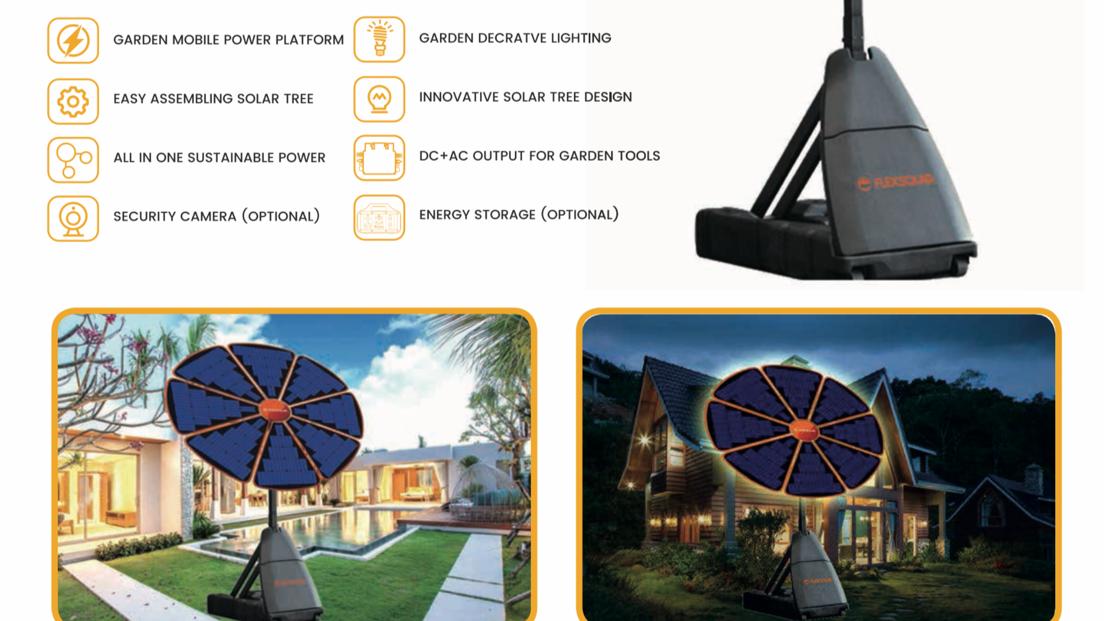 GARDEN MOBILE POWER PLATFORM
EASY ASSEMBLING SOLAR TREE
ALL IN ONE SUSTAINABLE POWER
SECURITY CAMERA (OPTIONAL)
GARDEN DECRATVE LIGHTING
INNOVATIVE SOLAR TREE DESIGN
DC+AC OUTPUT FOR GARDEN TOOLS
ENERGY STORAGE (OPTIONAL)